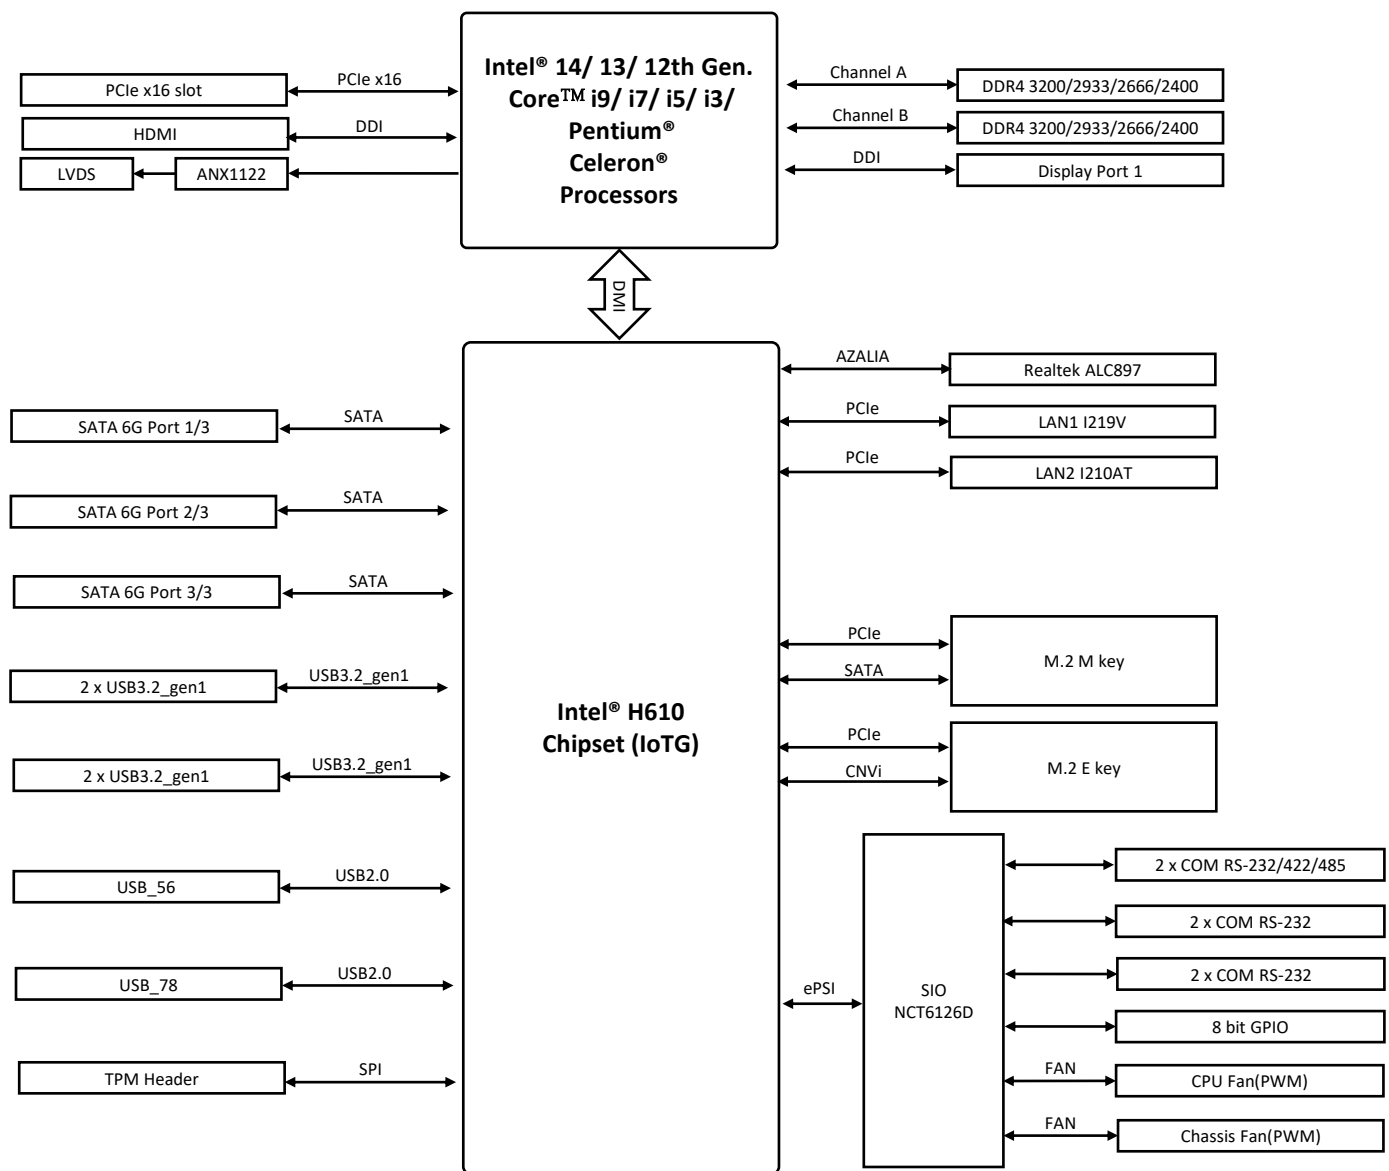 Intel® 14/ 13/ 12th Gen.
Core™ i9/ i7/ i5/ i3/
Pentium®
Celeron®
Processors
PCIe x16 slot
PCIe x16
HDMI
DDI
LVDS
ANX1122
Channel A
DDR4 3200/2933/2666/2400
Channel B
DDR4 3200/2933/2666/2400
DDI
Display Port 1
DMI
Intel® H610
Chipset (IoTG)
SATA 6G Port 1/3
SATA
SATA 6G Port 2/3
SATA
SATA 6G Port 3/3
SATA
2 x USB3.2_gen1
USB3.2_gen1
2 x USB3.2_gen1
USB3.2_gen1
USB_56
USB2.0
USB_78
USB2.0
TPM Header
SPI
AZALIA
Realtek ALC897
PCIe
LAN1 I219V
PCIe
LAN2 I210AT
PCIe
SATA
M.2 M key
PCIe
CNVi
M.2 E key
ePSI
SIO
NCT6126D
2 x COM RS-232/422/485
2 x COM RS-232
2 x COM RS-232
8 bit GPIO
FAN
CPU Fan(PWM)
FAN
Chassis Fan(PWM)